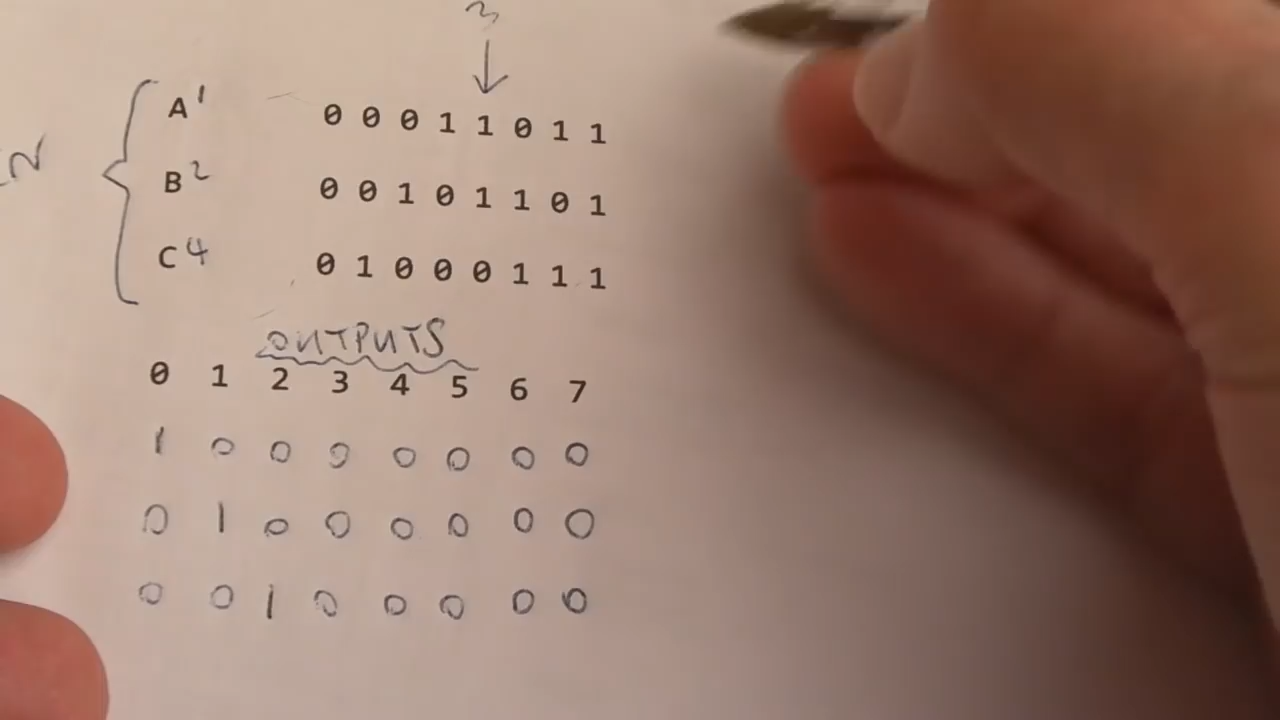 3
A 1 0 0 0 1 1 0 1 1
B 2 0 0 1 0 1 1 0 1
C 4 0 1 0 0 0 1 1 1
OUTPUTS
0 1 2 3 4 5 6 7
1 0 0 0 0 0 0 0
0 1 0 0 0 0 0 0
0 0 1 0 0 0 0 0